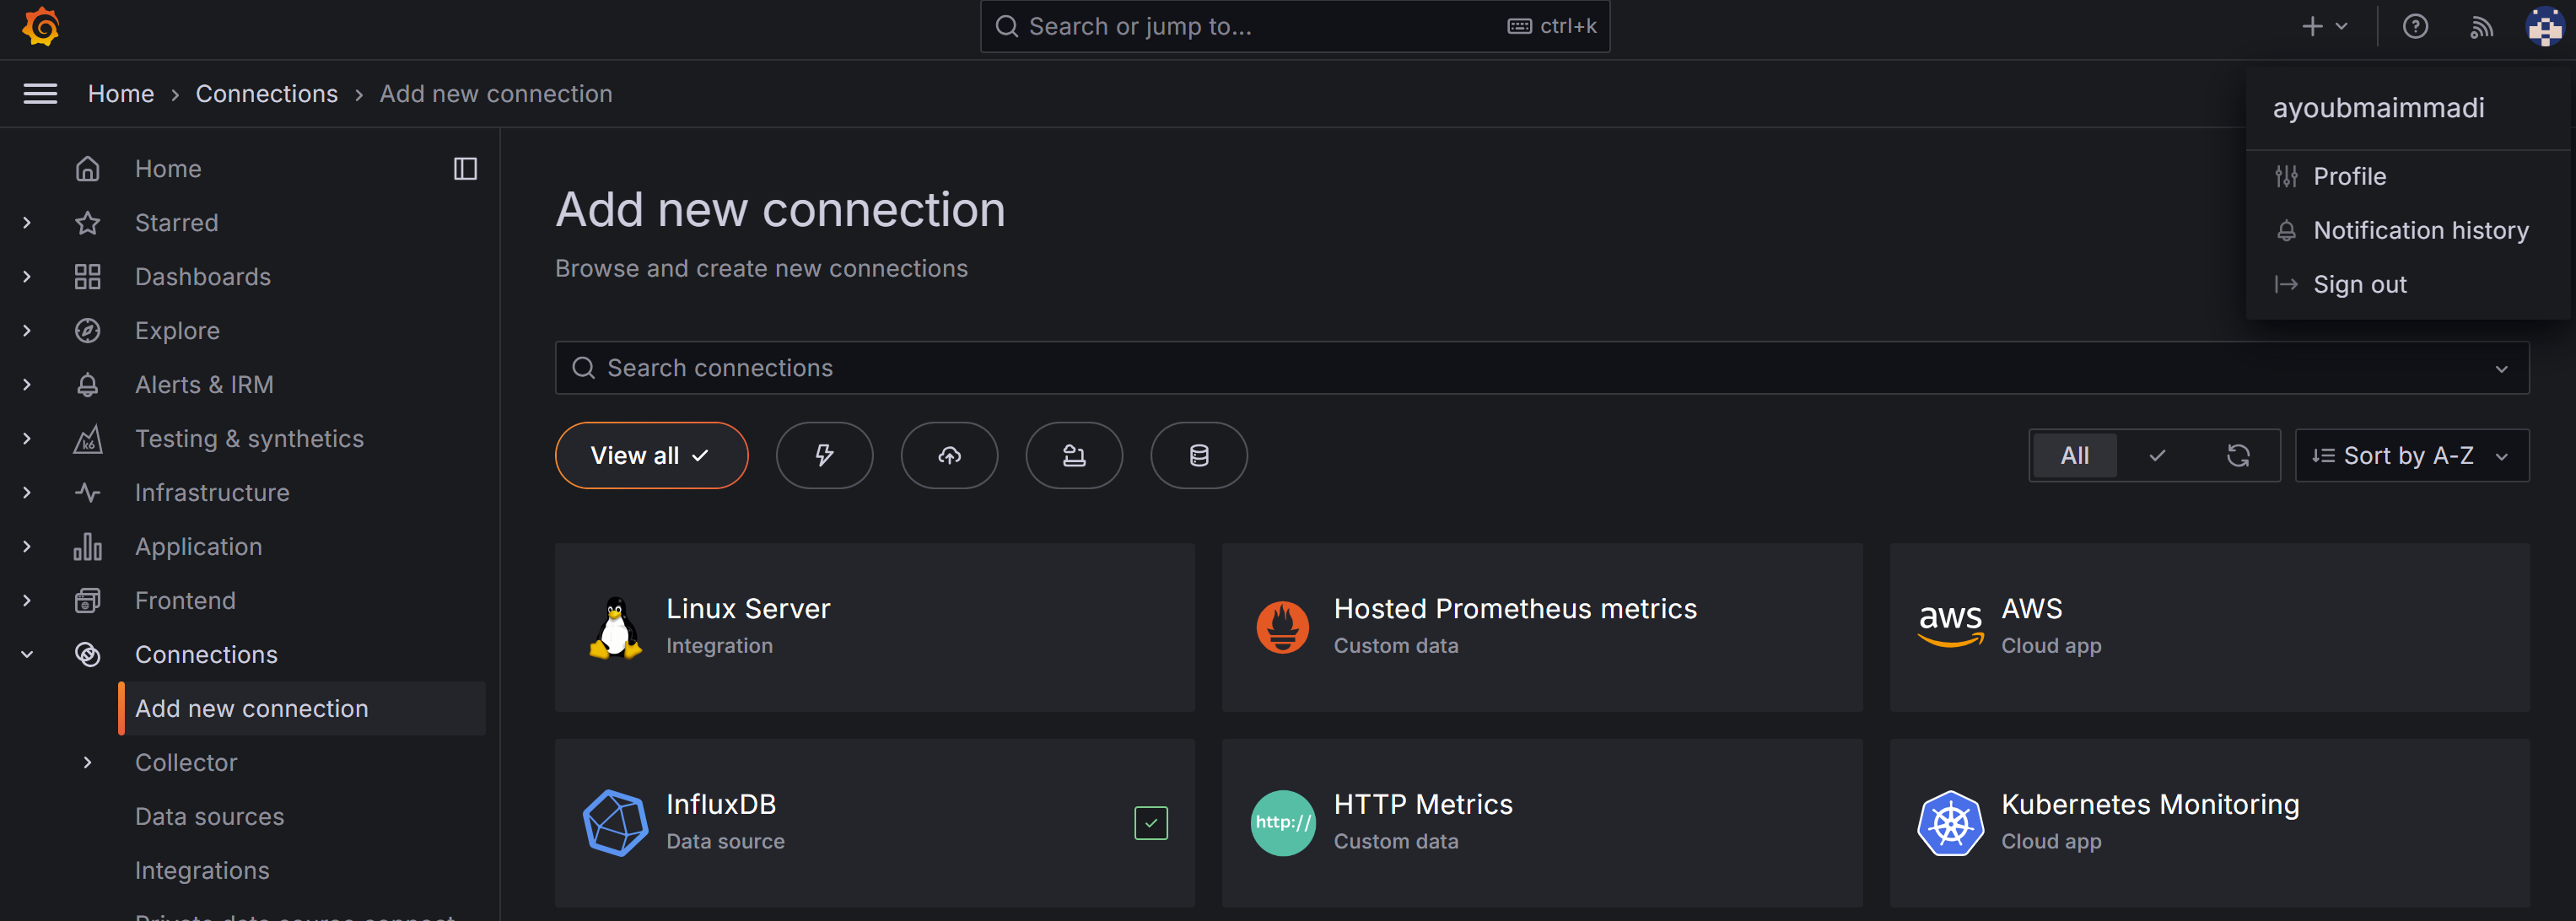 Search or jump to...
ctrl+k
Home
Connections
Add new connection
ayoubmaimmadi
Profile
Notification history
Sign out
Home
Starred
Dashboards
Explore
Alerts & IRM
k6
Testing & synthetics
Infrastructure
Application
Frontend
Connections
Add new connection
Collector
Data sources
Integrations
Add new connection
Browse and create new connections
Search connections
View all
All
Sort by A-Z
Linux Server
Integration
Hosted Prometheus metrics
Custom data
aws
AWS
Cloud app
InfluxDB
Data source
http://
HTTP Metrics
Custom data
Kubernetes Monitoring
Cloud app